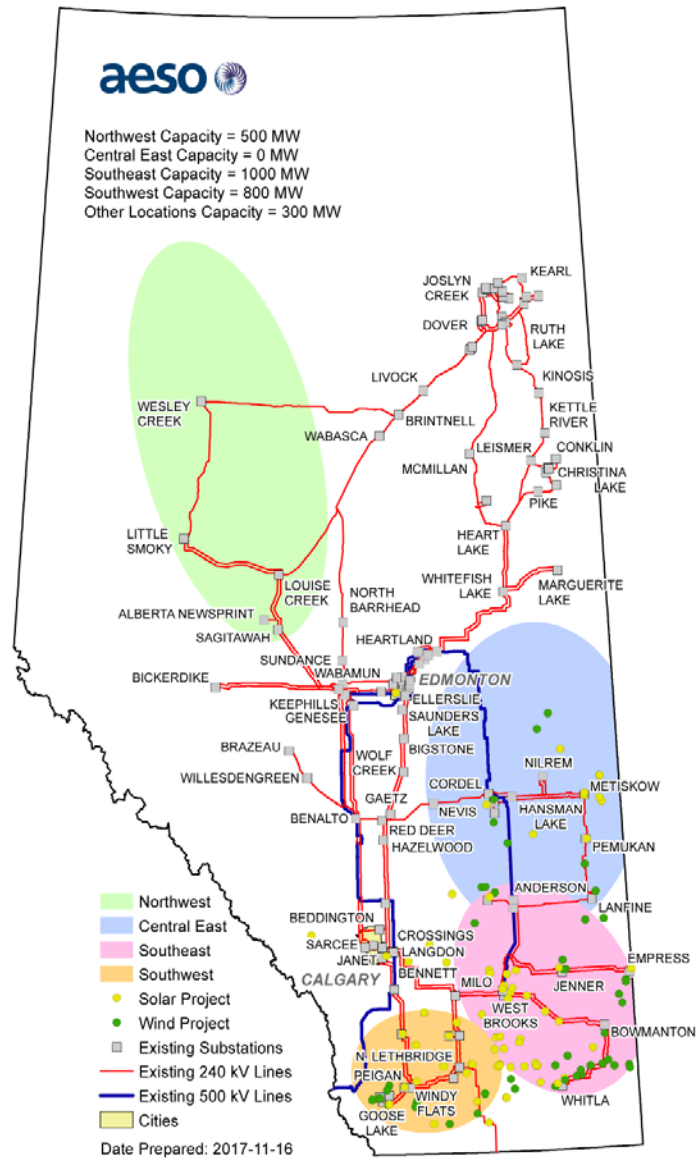 aeso
Northwest Capacity = 500 MW
Central East Capacity = 0 MW
Southeast Capacity = 1000 MW
Southwest Capacity = 800 MW
Other Locations Capacity = 300 MW
KEARL
JOSLYN
CREEK
DOVER
RUTH
LAKE
LIVOCK
KINOSIS
WESLEY
CREEK
BRINTNELL
KETTLE
RIVER
WABASCA
LEISMER
CONKLIN
MCMILLAN
CHRISTINA
LAKE
PIKE
LITTLE
SMOKY
HEART
LAKE
LOUISE
CREEK
WHITEFISH
LAKE
MARGUERITE
LAKE
NORTH
BARRHEAD
ALBERTA NEWSPRINT
SAGITAWAH
HEARTLAND
SUNDANCE
WABAMUN
BICKERDIKE
EDMONTON
KEEPHILLS
GENESEE
ELLERSLIE
SAUNDERS
LAKE
BRAZEAU
WOLF
CREEK
BIGSTONE
WILLESDENGREEN
NILREM
CORDEL
METISKOW
GAETZ
NEVIS
HANSMAN
LAKE
BENALTO
RED DEER
HAZELWOOD
PEMUKAN
ANDERSON
LANFINE
Northwest
Central East
Southeast
Southwest
Solar Project
Wind Project
Existing Substations
Existing 240 kV Lines
Existing 500 kV Lines
Cities
Date Prepared: 2017-11-16
BEDDINGTON
SARCEE
CROSSINGS
LANGDON
JANET
BENNETT
CALGARY
EMPRESS
MILO
JENNER
WEST
BROOKS
BOWMANTON
N- LETHBRIDGE
PEIGAN
WINDY
FLATS
GOOSE
LAKE
WHITLA